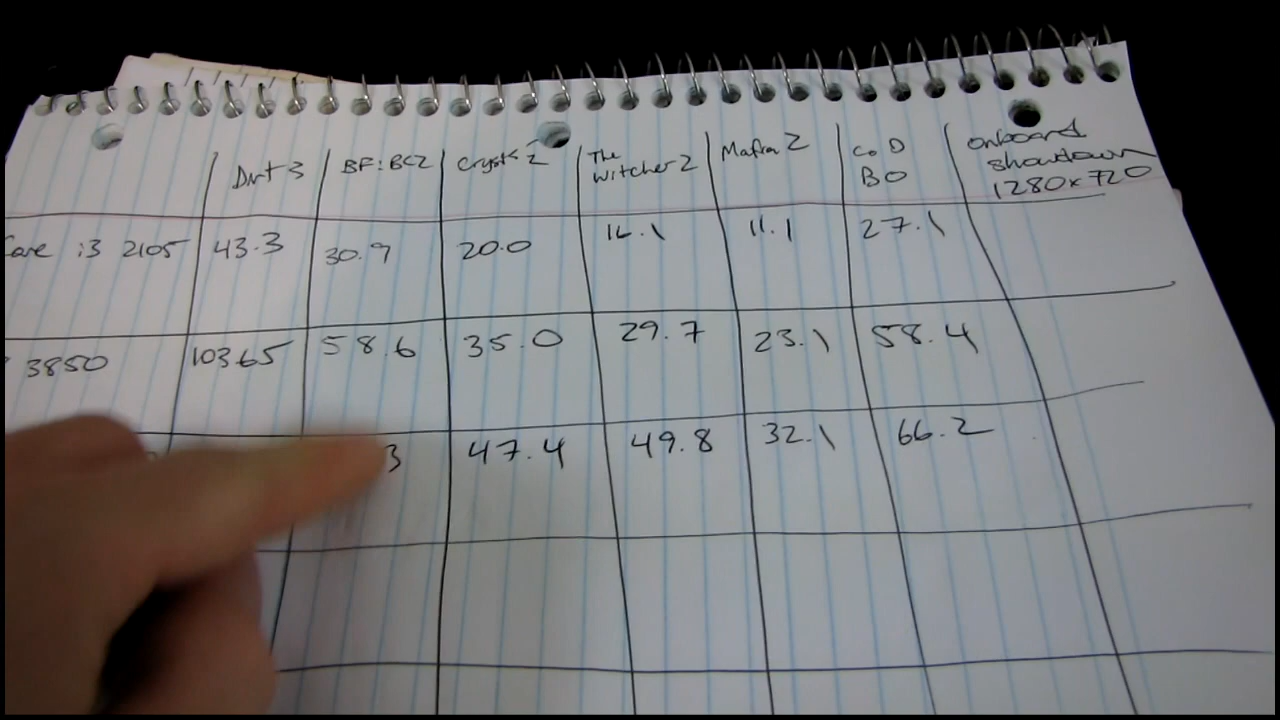 Dirt 3 BF:BC2 Crysis 2 The Witcher 2 Mafia 2 CoD BO onboard showdown 1280x720
Core i3 2105 43.3 30.9 20.0 11.1 27.1
3850 103.65 58.6 35.0 29.7 23.1 58.4
3 47.4 49.8 32.1 66.2